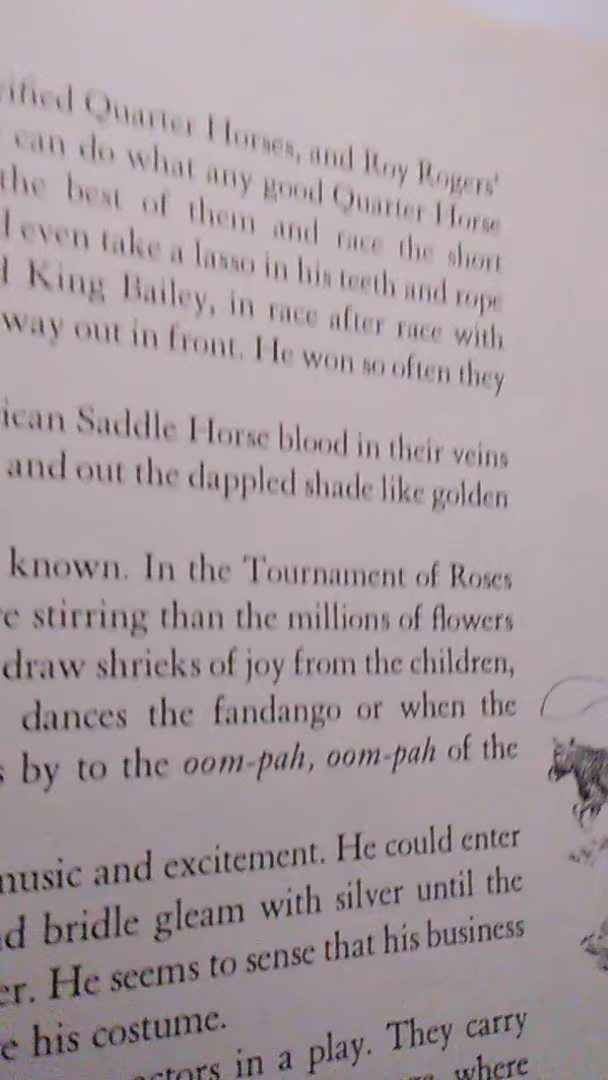 Quarter Horses, and Roy Rogers'
can do what any good Quarter Horse
the best of them and race the short
even take a lasso in his teeth and rope
King Bailey, in race after race with
way out in front. He won so often they
Saddle Horse blood in their veins
and out the dappled shade like golden
known. In the Tournament of Roses
stirring than the millions of flowers
draw shrieks of joy from the children,
dances the fandango or when the
by to the oom-pah, oom-pah of the
music and excitement. He could enter
bridle gleam with silver until the
He seems to sense that his business
his costume.
in a play. They carry
where